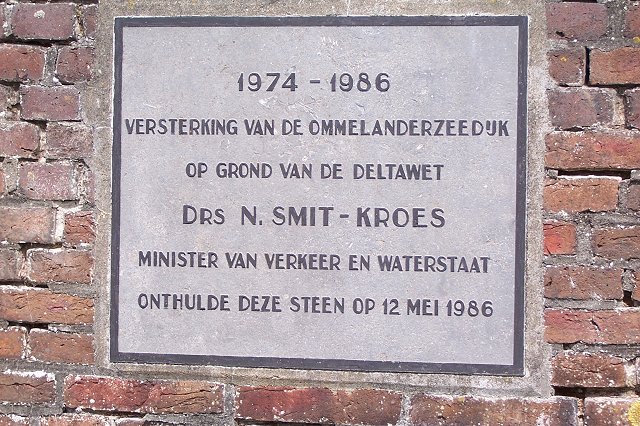 1974 - 1986
VERSTERKING VAN DE OMMELANDERZEEDIJK
OP GROND VAN DE DELTAWET
DRS N. SMIT - KROES
MINISTER VAN VERKEER EN WATERSTAAT
ONTHULDE DEZE STEEN OP 12 MEI 1986